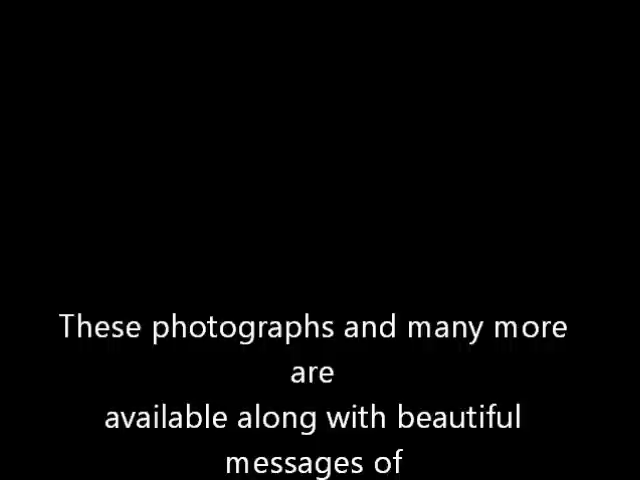 These photographs and many more
are
available along with beautiful
messages of